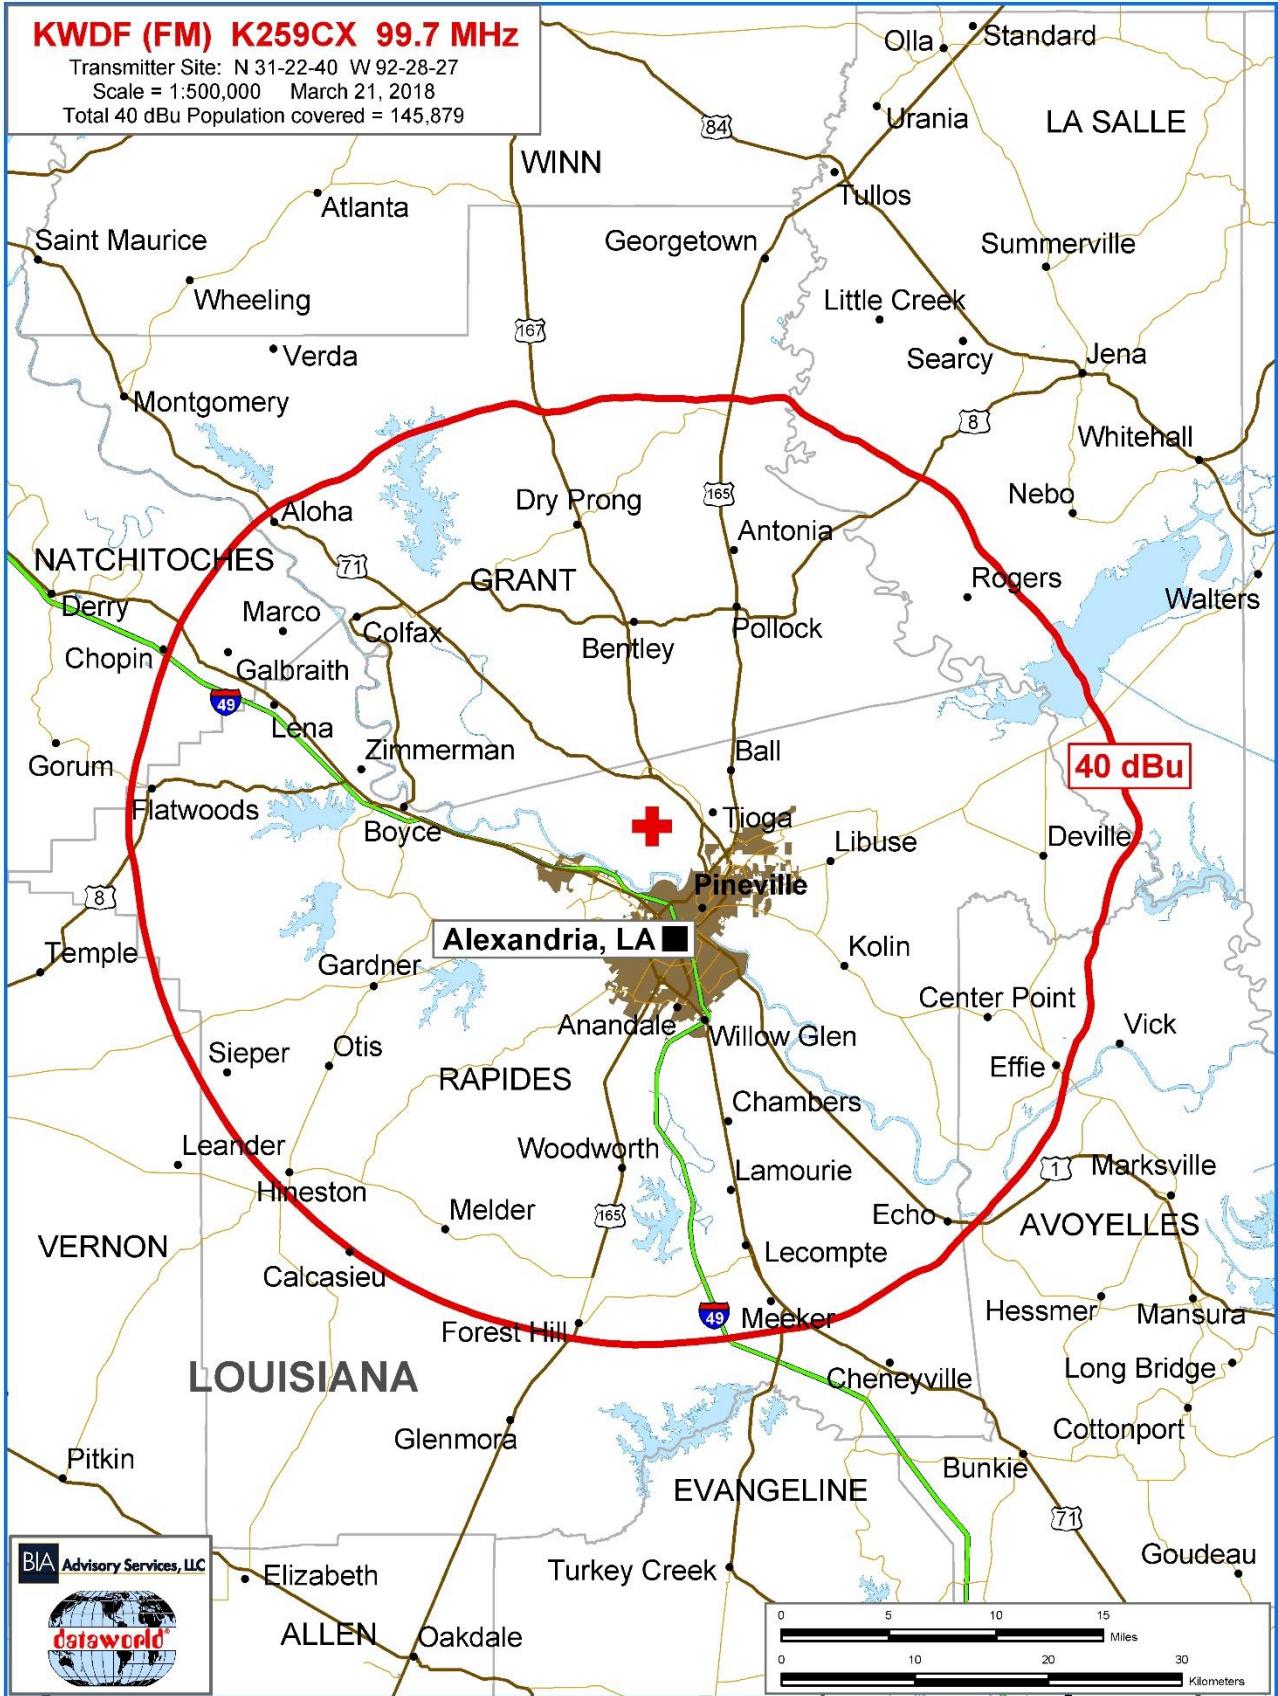 KWDF (FM) K259CX 99.7 MHz
Transmitter Site: N 31-22-40 W 92-28-27
Scale = 1:500,000 March 21, 2018
Total 40 dBu Population covered = 145,879
Olla
Standard
Urania
LA SALLE
84
WINN
Tullos
Atlanta
Saint Maurice
Georgetown
Summerville
Wheeling
Little Creek
167
Searcy
Jena
Verda
Montgomery
8
Whitehall
165
Nebo
Dry Prong
Aloha
Antonia
NATCHITOCHES
71
GRANT
Rogers
Walters
Derry
Marco
Colfax
Pollock
Bentley
Chopin
Galbraith
49
Lena
Zimmerman
Ball
Gorum
40 dBu
Flatwoods
Tioga
Boyce
Libuse
Deville
Pineville
8
Alexandria, LA
Kolin
Temple
Gardner
Center Point
Anandale
Willow Glen
Vick
Sieper
Otis
Effie
RAPIDES
Chambers
Leander
Woodworth
1
Marksville
Lamourie
Hineston
Melder
165
Echo
AVOYELLES
VERNON
Lecompte
Calcasieu
Hessmer
Mansura
49
Meeker
Forest Hill
LOUISIANA
Cheneyville
Long Bridge
Glenmora
Cottonport
Pitkin
Bunkie
EVANGELINE
71
BIA Advisory Services, LLC
Elizabeth
Turkey Creek
Goudeau
dataworld®
ALLEN
Oakdale
0 5 10 15
Miles
0 10 20 30
Kilometers